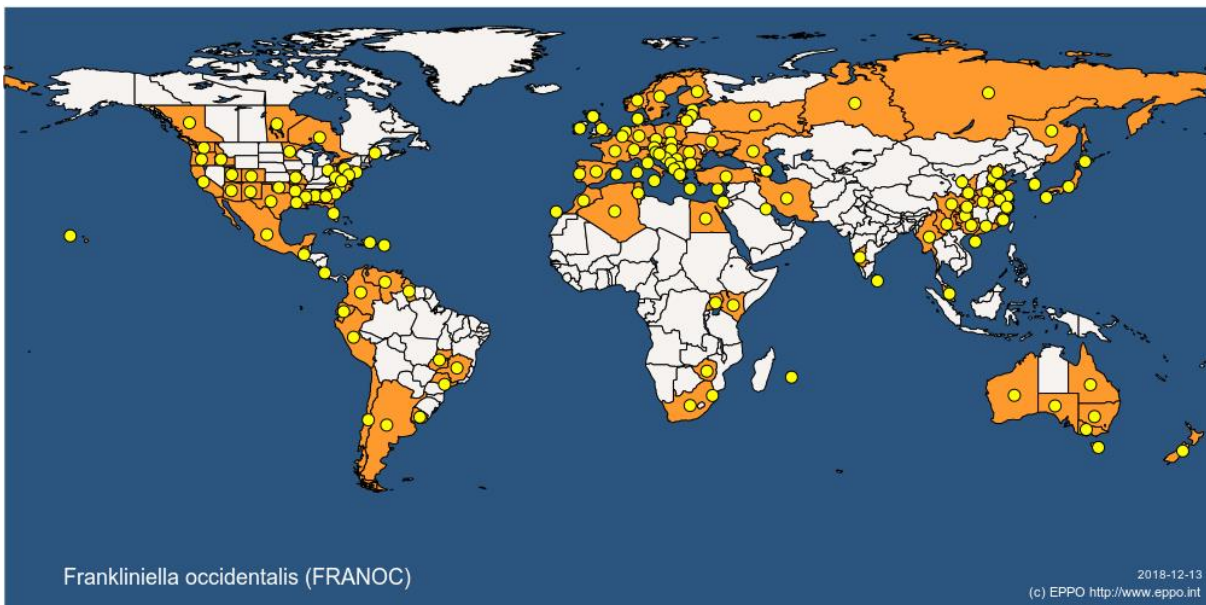 Frankliniella occidentalis (FRANOC)
2018-12-13
(c) EPPO http://www.eppo.int